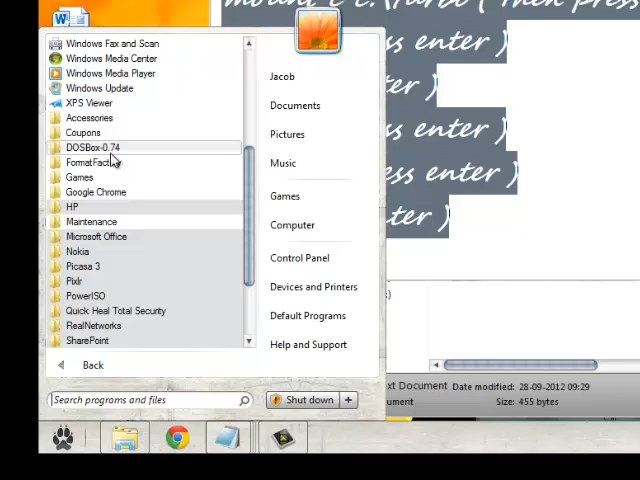 mount c c:\Turbo ( Then press
ss enter )
er )
ss enter )
ess enter )
ter )
Windows Fax and Scan
Windows Media Center
Windows Media Player
Windows Update
XPS Viewer
Accessories
Coupons
DOSBox-0.74
FormatFact
Games
Google Chrome
HP
Maintenance
Microsoft Office
Nokia
Picasa 3
Pixlr
PowerISO
Quick Heal Total Security
RealNetworks
SharePoint
Back
Search programs and files
Jacob
Documents
Pictures
Music
Games
Computer
Control Panel
Devices and Printers
Default Programs
Help and Support
Shut down
ext Document Date modified: 28-09-2012 09:29
ument Size: 455 bytes